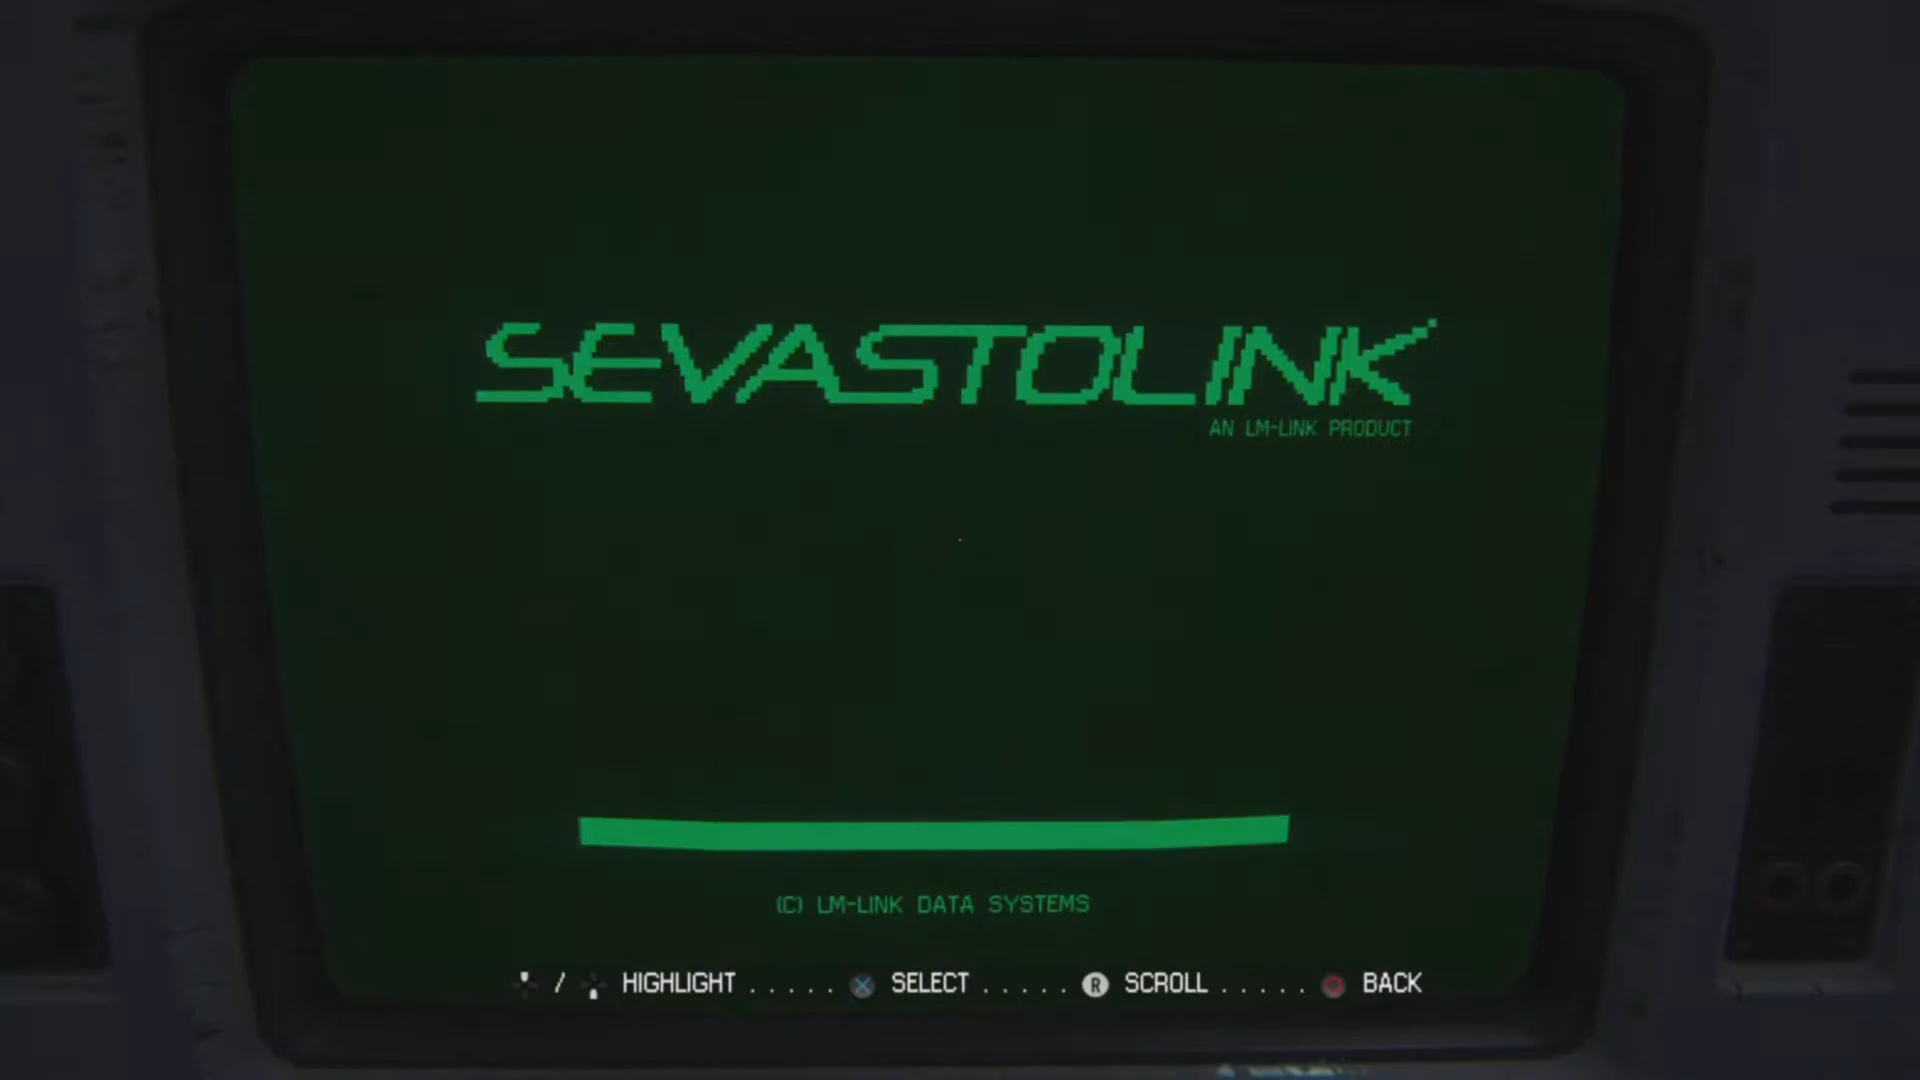 SEVASTOLINK
AN LM-LINK PRODUCT
(C) LM-LINK DATA SYSTEMS
/ HIGHLIGHT ..... SELECT ..... R SCROLL ..... BACK